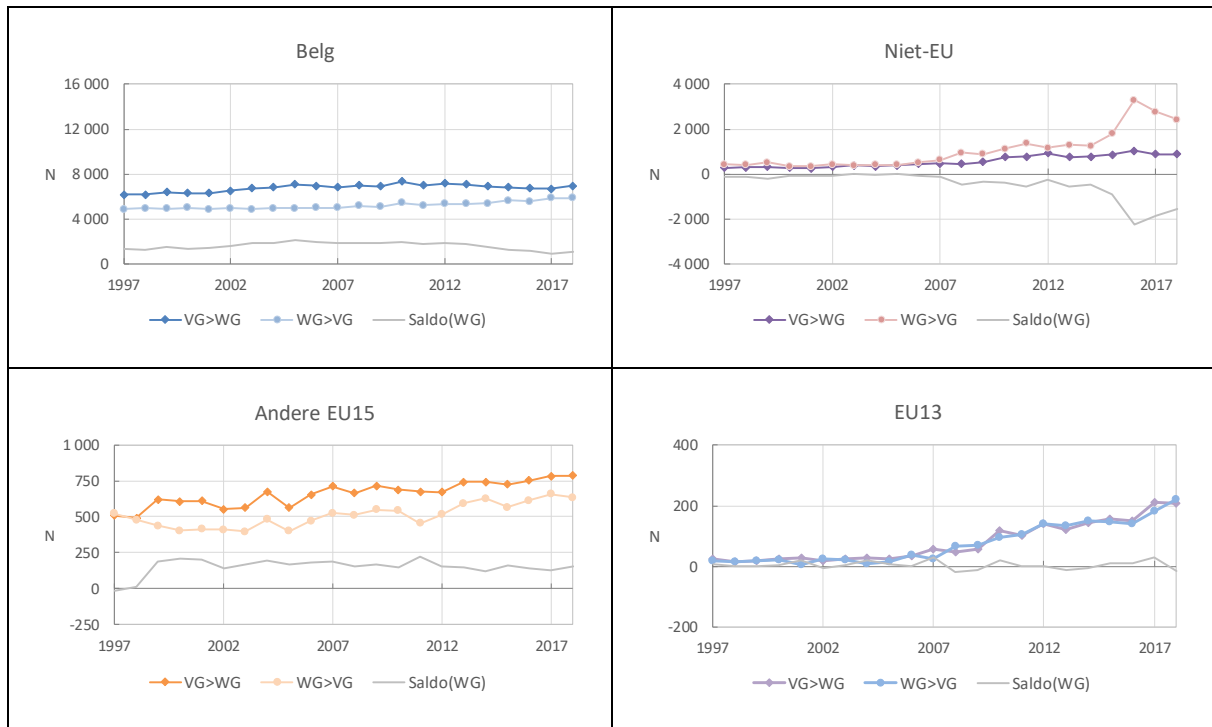 Belg
16 000
12 000
N
8 000
4 000
0
1997 2002 2007 2012 2017
VG>WG WG>VG Saldo(WG)
Niet-EU
4 000
2 000
N
0
-2 000
-4 000
1997 2002 2007 2012 2017
VG>WG WG>VG Saldo(WG)
Andere EU15
1 000
750
500
N
250
0
-250
1997 2002 2007 2012 2017
VG>WG WG>VG Saldo(WG)
EU13
400
200
N
0
-200
1997 2002 2007 2012 2017
VG>WG WG>VG Saldo(WG)